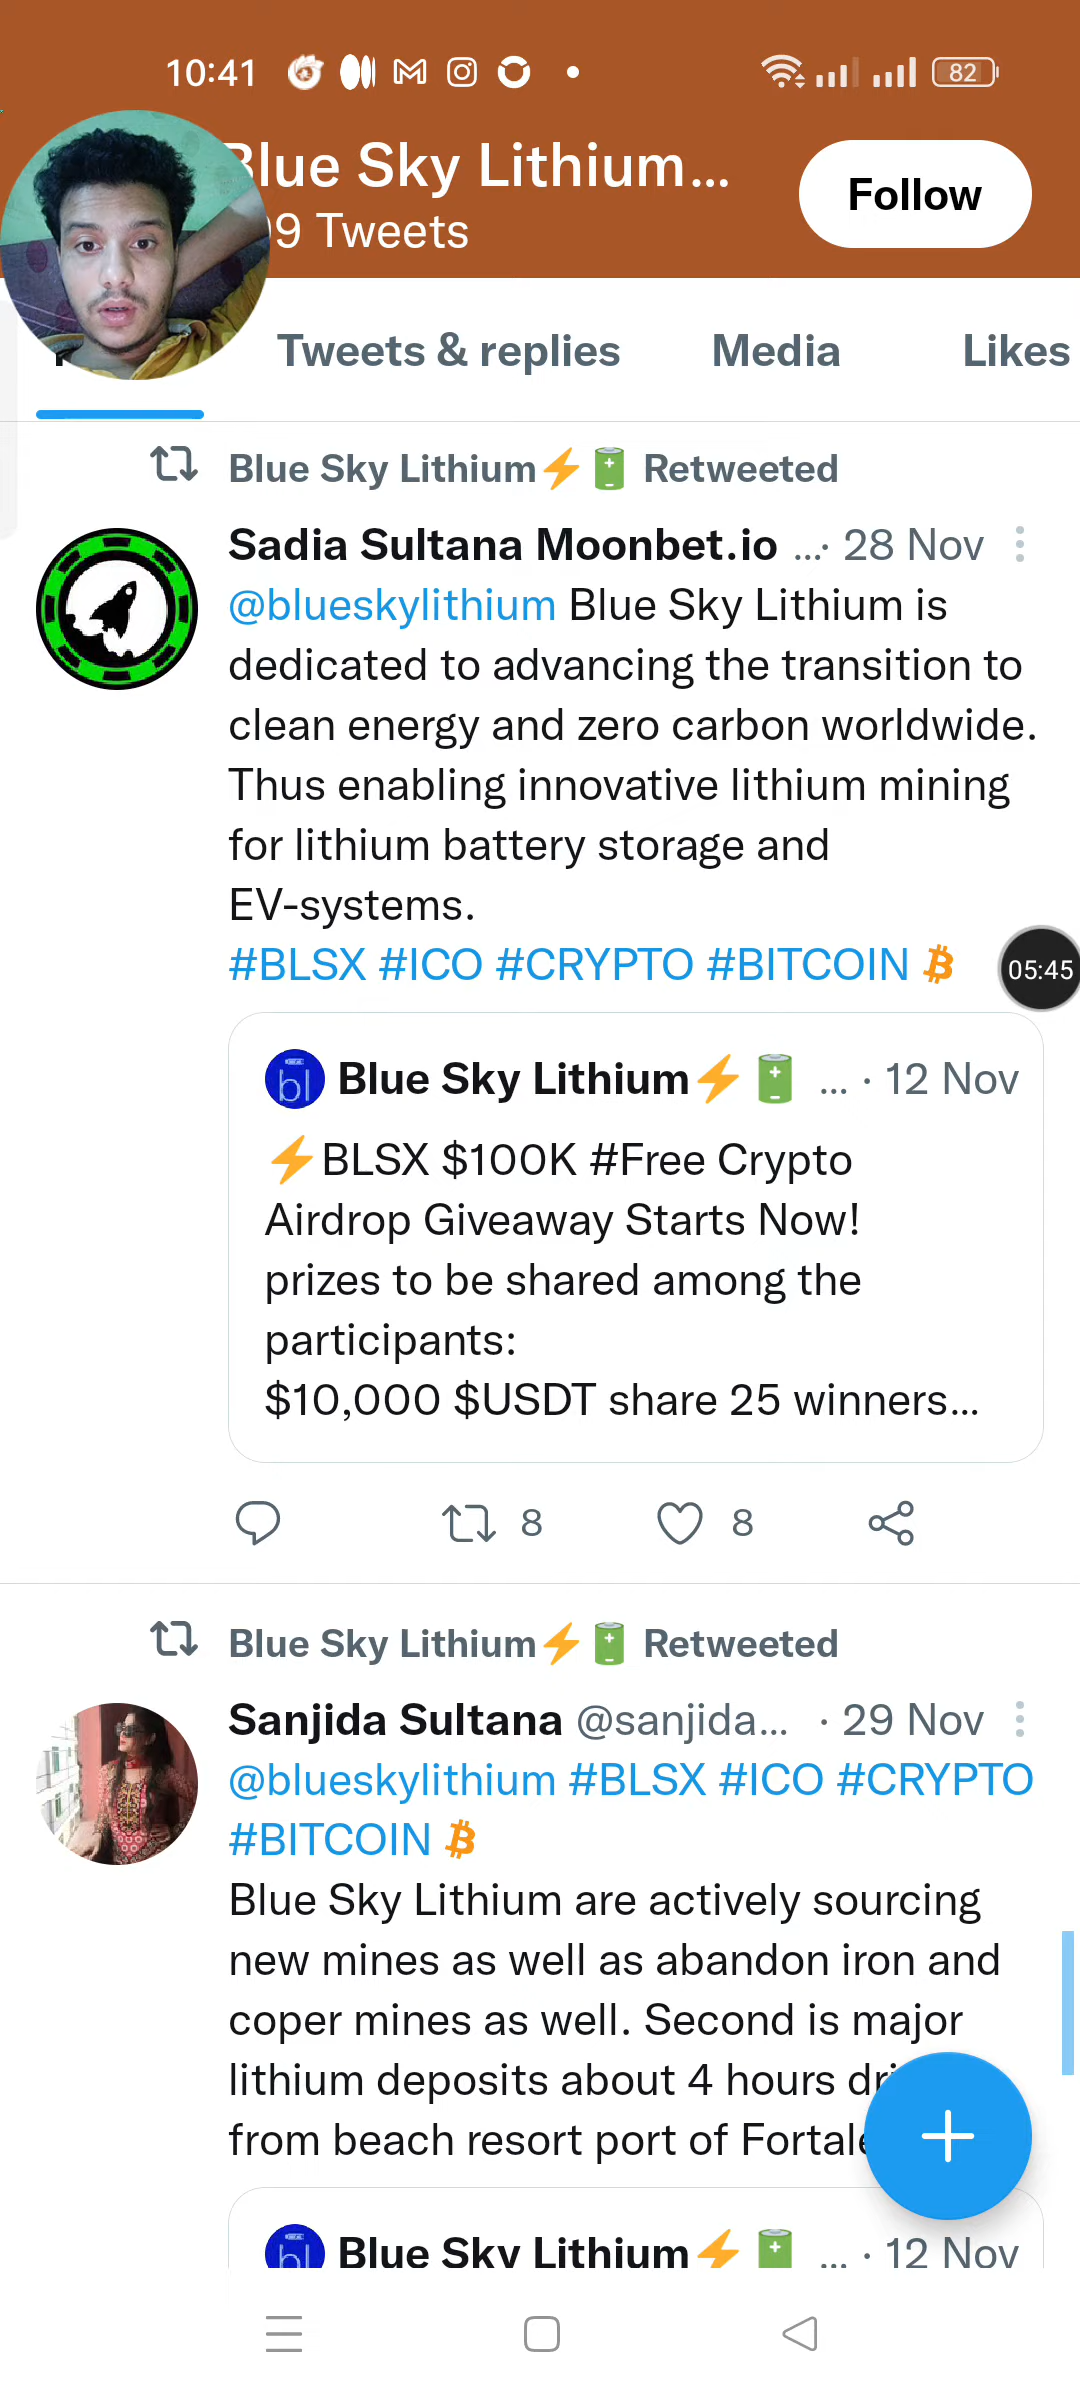 10:41
82
Blue Sky Lithium...
9 Tweets
Follow
Tweets & replies
Media
Likes
Blue Sky Lithium⚡🔋 Retweeted
Sadia Sultana Moonbet.io ...· 28 Nov
@blueskylithium Blue Sky Lithium is
dedicated to advancing the transition to
clean energy and zero carbon worldwide.
Thus enabling innovative lithium mining
for lithium battery storage and
EV-systems.
#BLSX #ICO #CRYPTO #BITCOIN
05:45
bl
Blue Sky Lithium⚡🔋 ... · 12 Nov
⚡BLSX $100K #Free Crypto
Airdrop Giveaway Starts Now!
prizes to be shared among the
participants:
$10,000 $USDT share 25 winners...
8
8
Blue Sky Lithium⚡🔋 Retweeted
Sanjida Sultana @sanjida... · 29 Nov
@blueskylithium #BLSX #ICO #CRYPTO
#BITCOIN
Blue Sky Lithium are actively sourcing
new mines as well as abandon iron and
coper mines as well. Second is major
lithium deposits about 4 hours
from beach resort port of
bl
Blue Sky Lithium⚡🔋 ... · 12 Nov